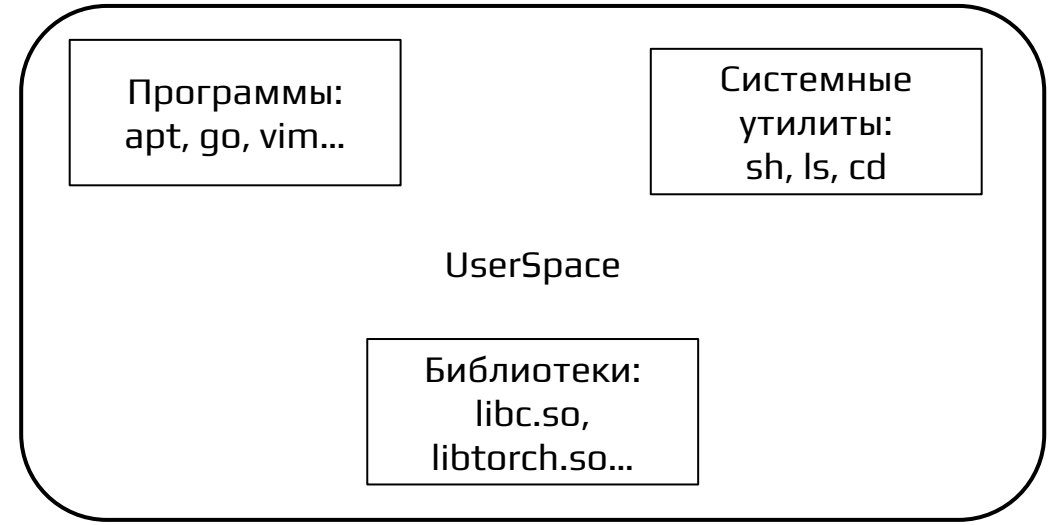 Программы:
apt, go, vim...
Системные
утилиты:
sh, ls, cd
UserSpace
Библиотеки:
libc.so,
libtorch.so...